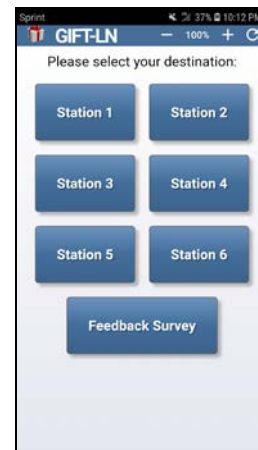 Sprint 37% 10:12 PM
GIFT-LN − 100% + C
Please select your destination:
Station 1 Station 2
Station 3 Station 4
Station 5 Station 6
Feedback Survey